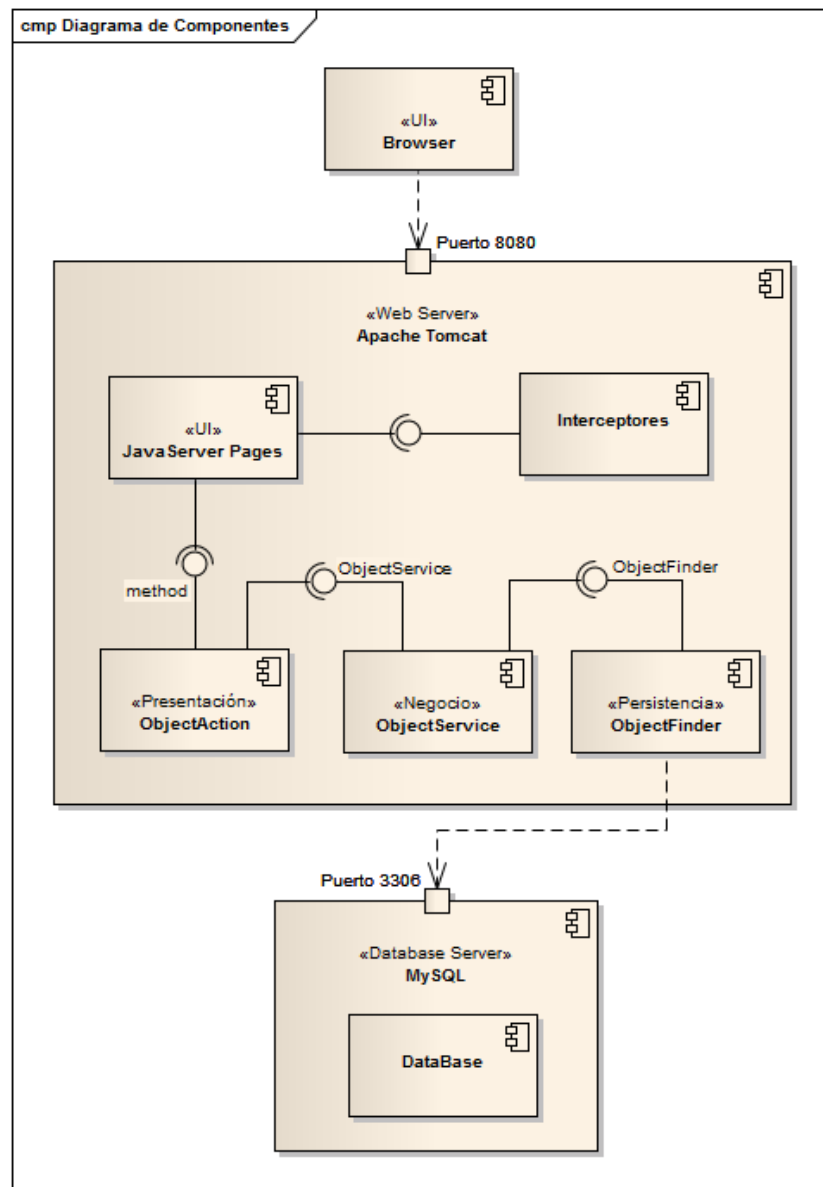 cmp Diagrama de Componentes
«UI»
Browser
Puerto 8080
«Web Server»
Apache Tomcat
«UI»
JavaServer Pages
Interceptores
method
ObjectService
ObjectFinder
«Presentación»
ObjectAction
«Negocio»
ObjectService
«Persistencia»
ObjectFinder
Puerto 3306
«Database Server»
MySQL
DataBase